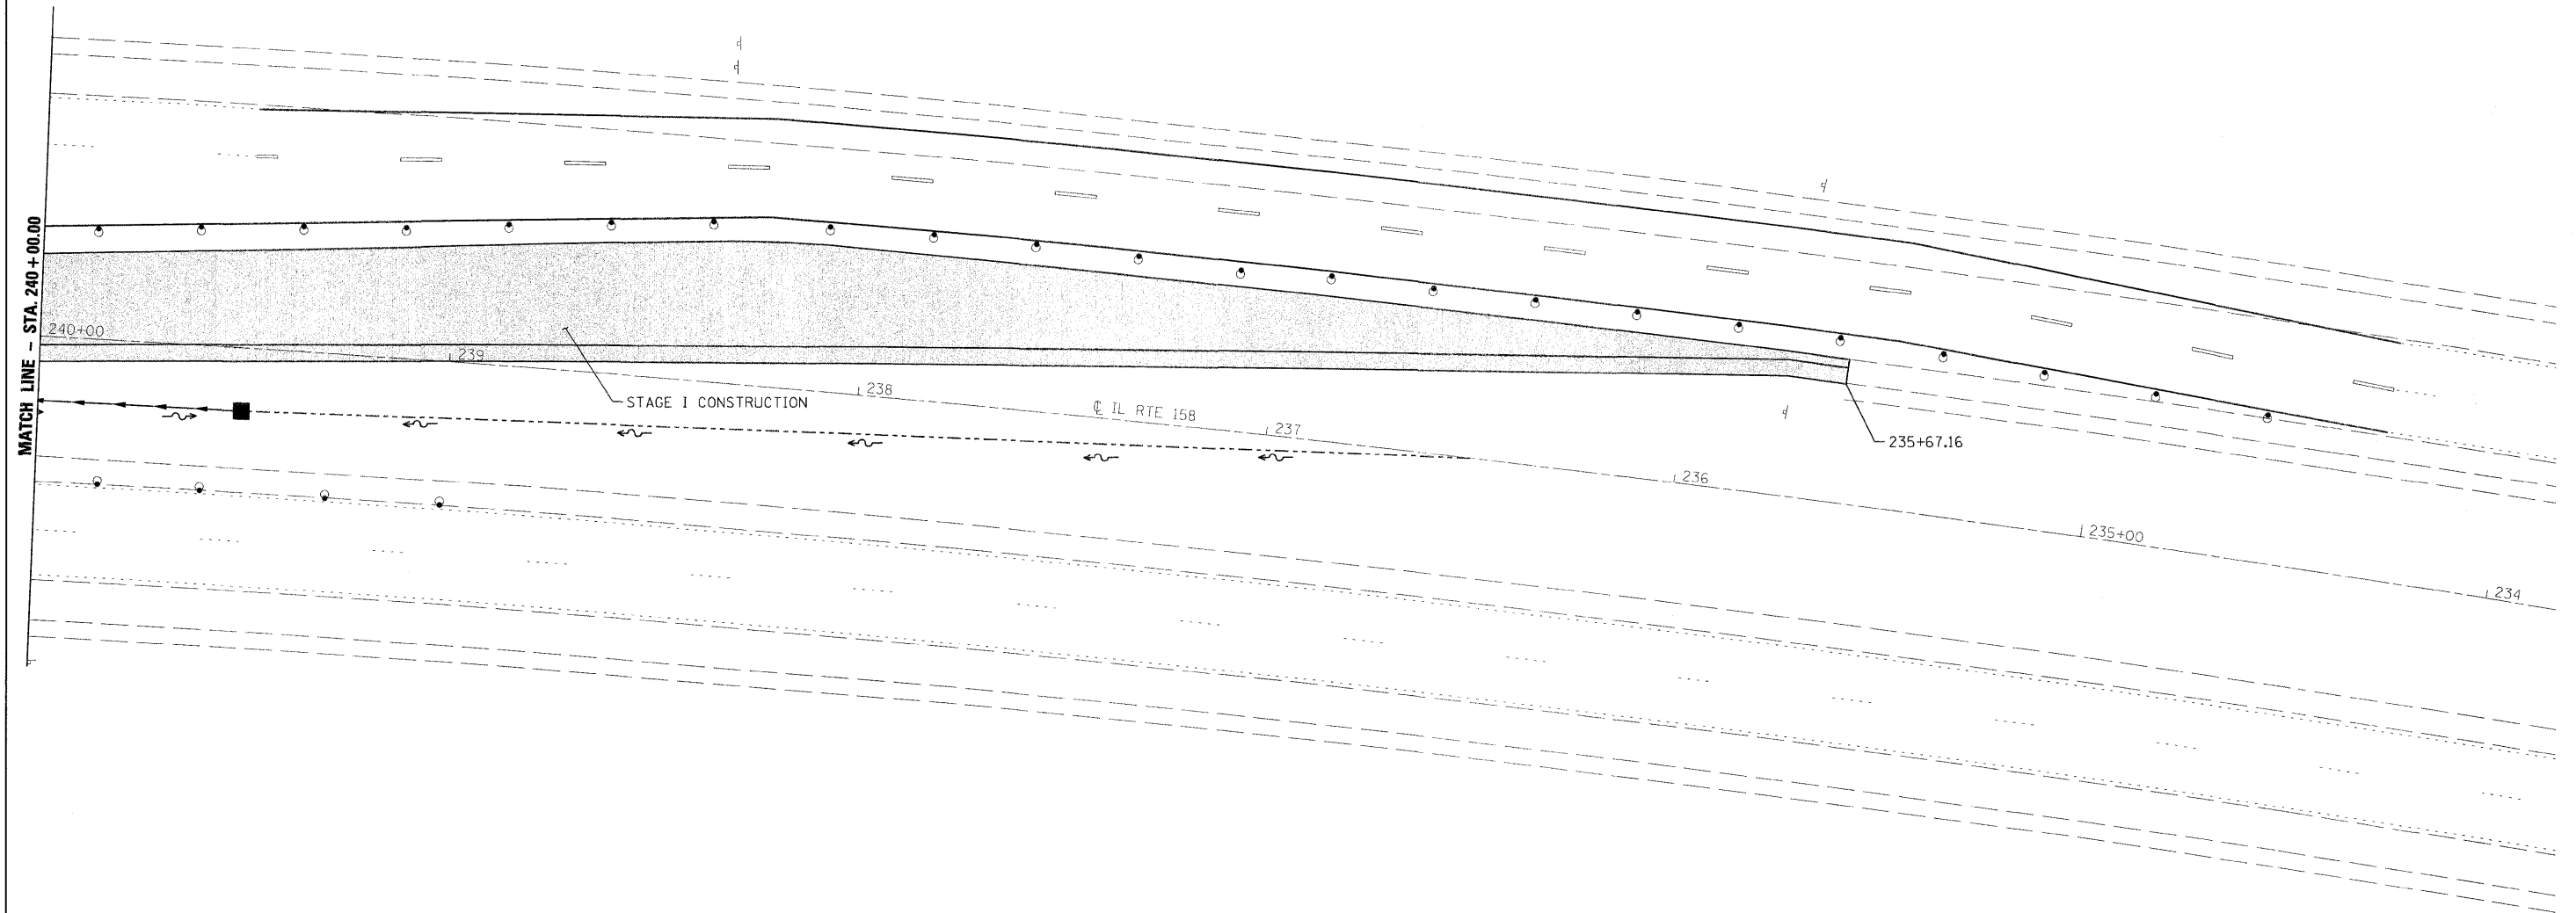 MATCH LINE - STA. 240+00.00
240+00
239
238
℄ IL RTE 158
237
236
235+00
234
STAGE I CONSTRUCTION
235+67.16